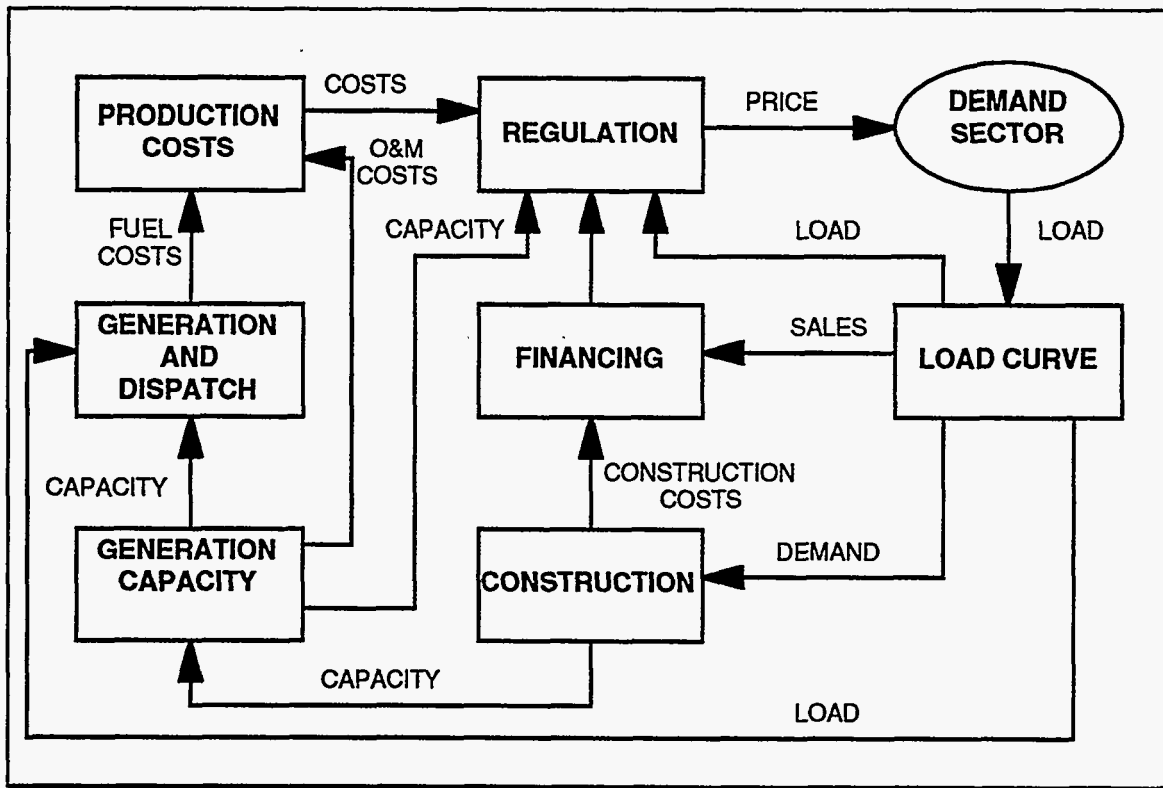 COSTS
PRODUCTION
COSTS
REGULATION
PRICE
DEMAND
SECTOR
O&M
COSTS
FUEL
COSTS
CAPACITY
LOAD
LOAD
GENERATION
AND
DISPATCH
FINANCING
SALES
LOAD CURVE
CAPACITY
CONSTRUCTION
COSTS
GENERATION
CAPACITY
CONSTRUCTION
DEMAND
CAPACITY
LOAD